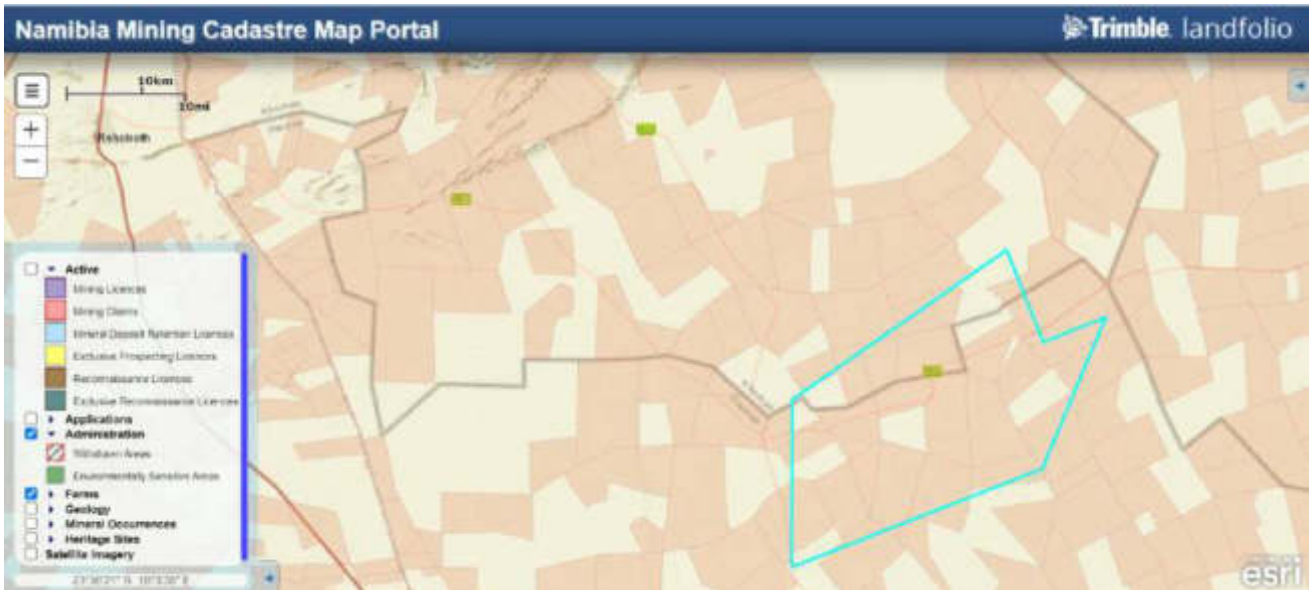 Namibia Mining Cadastre Map Portal
Trimble landfolio
10km
10mi
Active
Mining Licences
Mining Claims
Mineral Deposit Retention Licences
Exclusive Prospecting Licences
Reconnaissance Licences
Exclusive Reconnaissance Licences
Applications
Administration
Withdrawn Areas
Environmentally Sensitive Areas
Farms
Geology
Mineral Occurrences
Heritage Sites
Satellite Imagery
esri